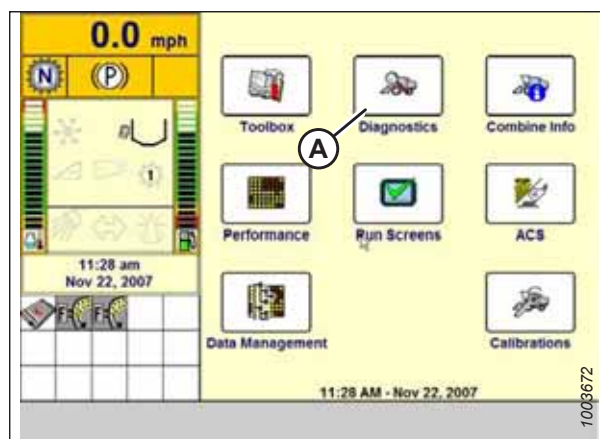 0.0 mph
N
(P)
1
11:28 am
Nov 22, 2007
F
F
Toolbox
Diagnostics
Combine Info
A
Performance
Run Screens
ACS
Data Management
Calibrations
11:28 AM - Nov 22, 2007
1003672